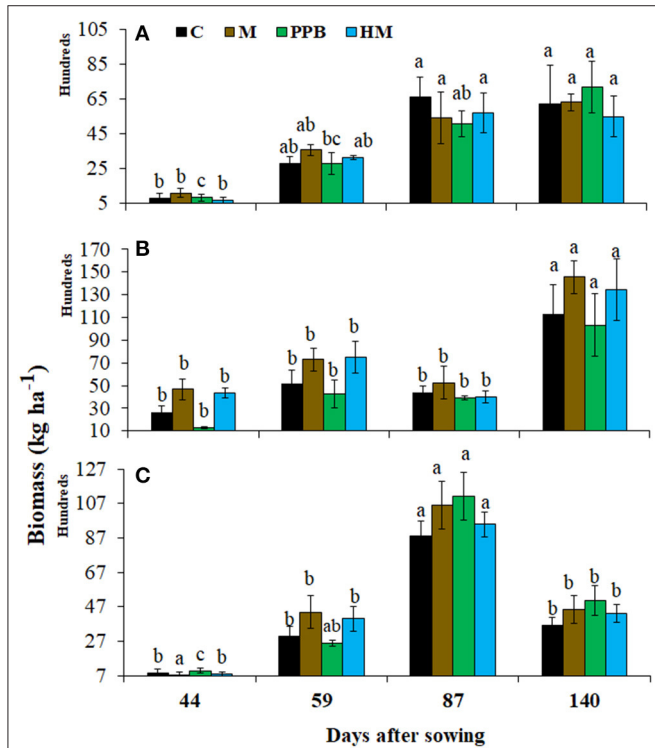 A C M PPB HM
Hundreds
105
85
65
45
25
5
b b c b
ab ab bc ab
a a ab a
a a a a
B
Hundreds
170
150
130
110
90
70
50
30
10
b b b b
b b b b
b b b b
a a a a
C
Biomass (kg ha⁻¹)
Hundreds
127
107
87
67
47
27
7
b a c b
b b ab b
a a a a
b b b b
44 59 87 140
Days after sowing